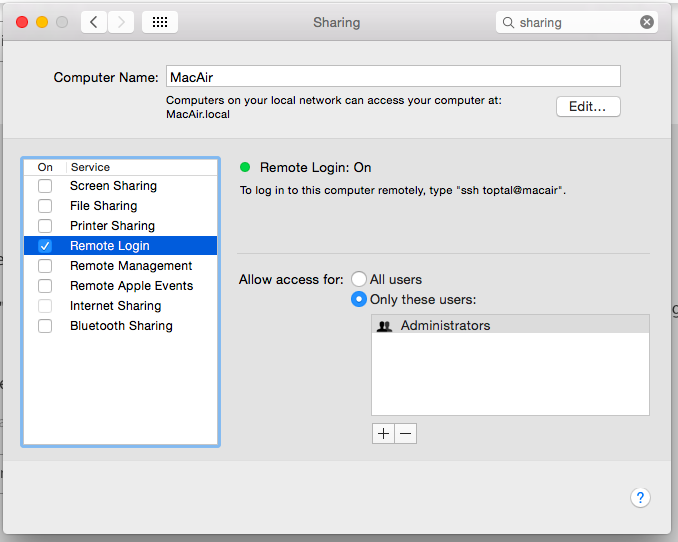 Sharing
sharing
Computer Name: MacAir
Computers on your local network can access your computer at:
MacAir.local
Edit...
On Service
Screen Sharing
File Sharing
Printer Sharing
Remote Login
Remote Management
Remote Apple Events
Internet Sharing
Bluetooth Sharing
Remote Login: On
To log in to this computer remotely, type "ssh toptal@macair".
Allow access for: All users
Only these users:
Administrators
+ −
?